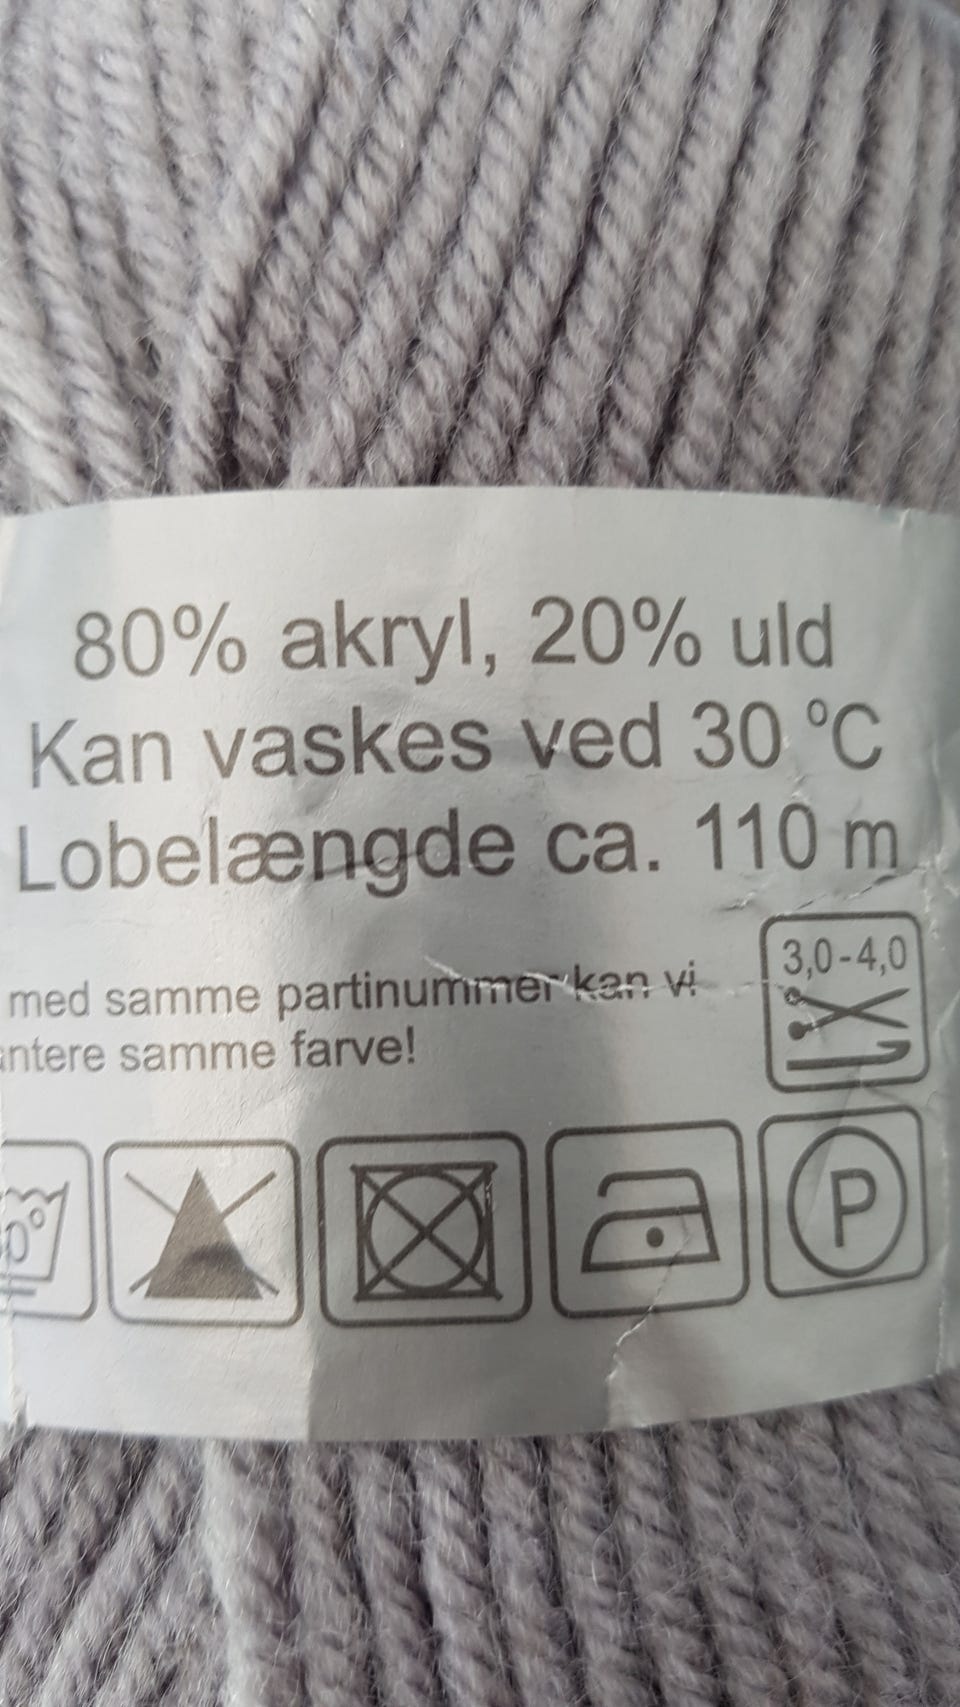 80% akryl, 20% uld
Kan vaskes ved 30 °C
Lobelængde ca. 110 m
med samme partinummer kan vi
samme farve!
3,0-4,0
P